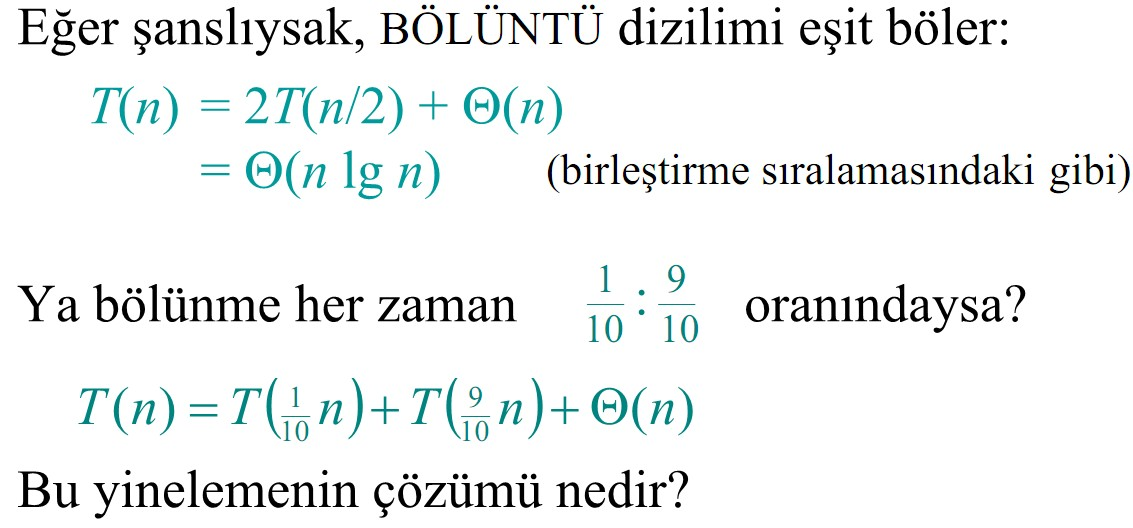 Eğer şanslıysak, BÖLÜNTÜ dizilimi eşit böler:
T(n) = 2T(n/2) + Θ(n)
= Θ(n lg n) (birleştirme sıralamasındaki gibi)
Ya bölünme her zaman 1/10 : 9/10 oranındaysa?
T(n) = T(1/10 n) + T(9/10 n) + Θ(n)
Bu yinelemenin çözümü nedir?